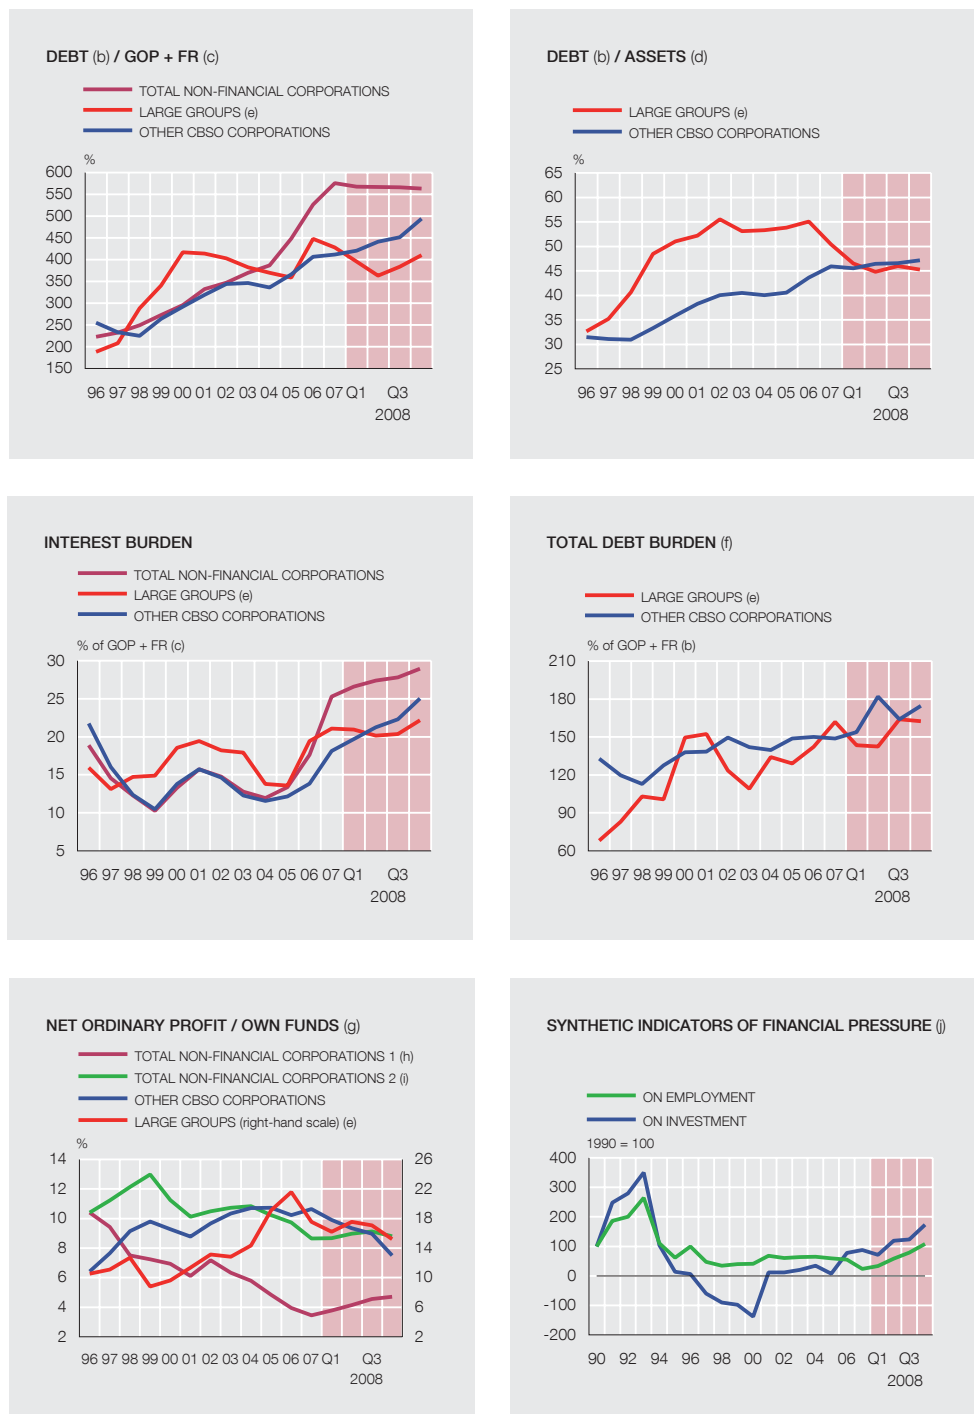 DEBT (b) / GOP + FR (c)
TOTAL NON-FINANCIAL CORPORATIONS
LARGE GROUPS (e)
OTHER CBSO CORPORATIONS
%
600
550
500
450
400
350
300
250
200
150
96 97 98 99 00 01 02 03 04 05 06 07 Q1 Q3
2008
DEBT (b) / ASSETS (d)
LARGE GROUPS (e)
OTHER CBSO CORPORATIONS
%
65
60
55
50
45
40
35
30
25
96 97 98 99 00 01 02 03 04 05 06 07 Q1 Q3
2008
INTEREST BURDEN
TOTAL NON-FINANCIAL CORPORATIONS
LARGE GROUPS (e)
OTHER CBSO CORPORATIONS
% of GOP + FR (c)
30
25
20
15
10
5
96 97 98 99 00 01 02 03 04 05 06 07 Q1 Q3
2008
TOTAL DEBT BURDEN (f)
LARGE GROUPS (e)
OTHER CBSO CORPORATIONS
% of GOP + FR (b)
210
180
150
120
90
60
96 97 98 99 00 01 02 03 04 05 06 07 Q1 Q3
2008
NET ORDINARY PROFIT / OWN FUNDS (g)
TOTAL NON-FINANCIAL CORPORATIONS 1 (h)
TOTAL NON-FINANCIAL CORPORATIONS 2 (i)
OTHER CBSO CORPORATIONS
LARGE GROUPS (right-hand scale) (e)
%
14 26
12 22
10 18
8 14
6 10
4 6
2 2
96 97 98 99 00 01 02 03 04 05 06 07 Q1 Q3
2008
SYNTHETIC INDICATORS OF FINANCIAL PRESSURE (j)
ON EMPLOYMENT
ON INVESTMENT
1990 = 100
400
300
200
100
0
-100
-200
90 92 94 96 98 00 02 04 06 Q1 Q3
2008